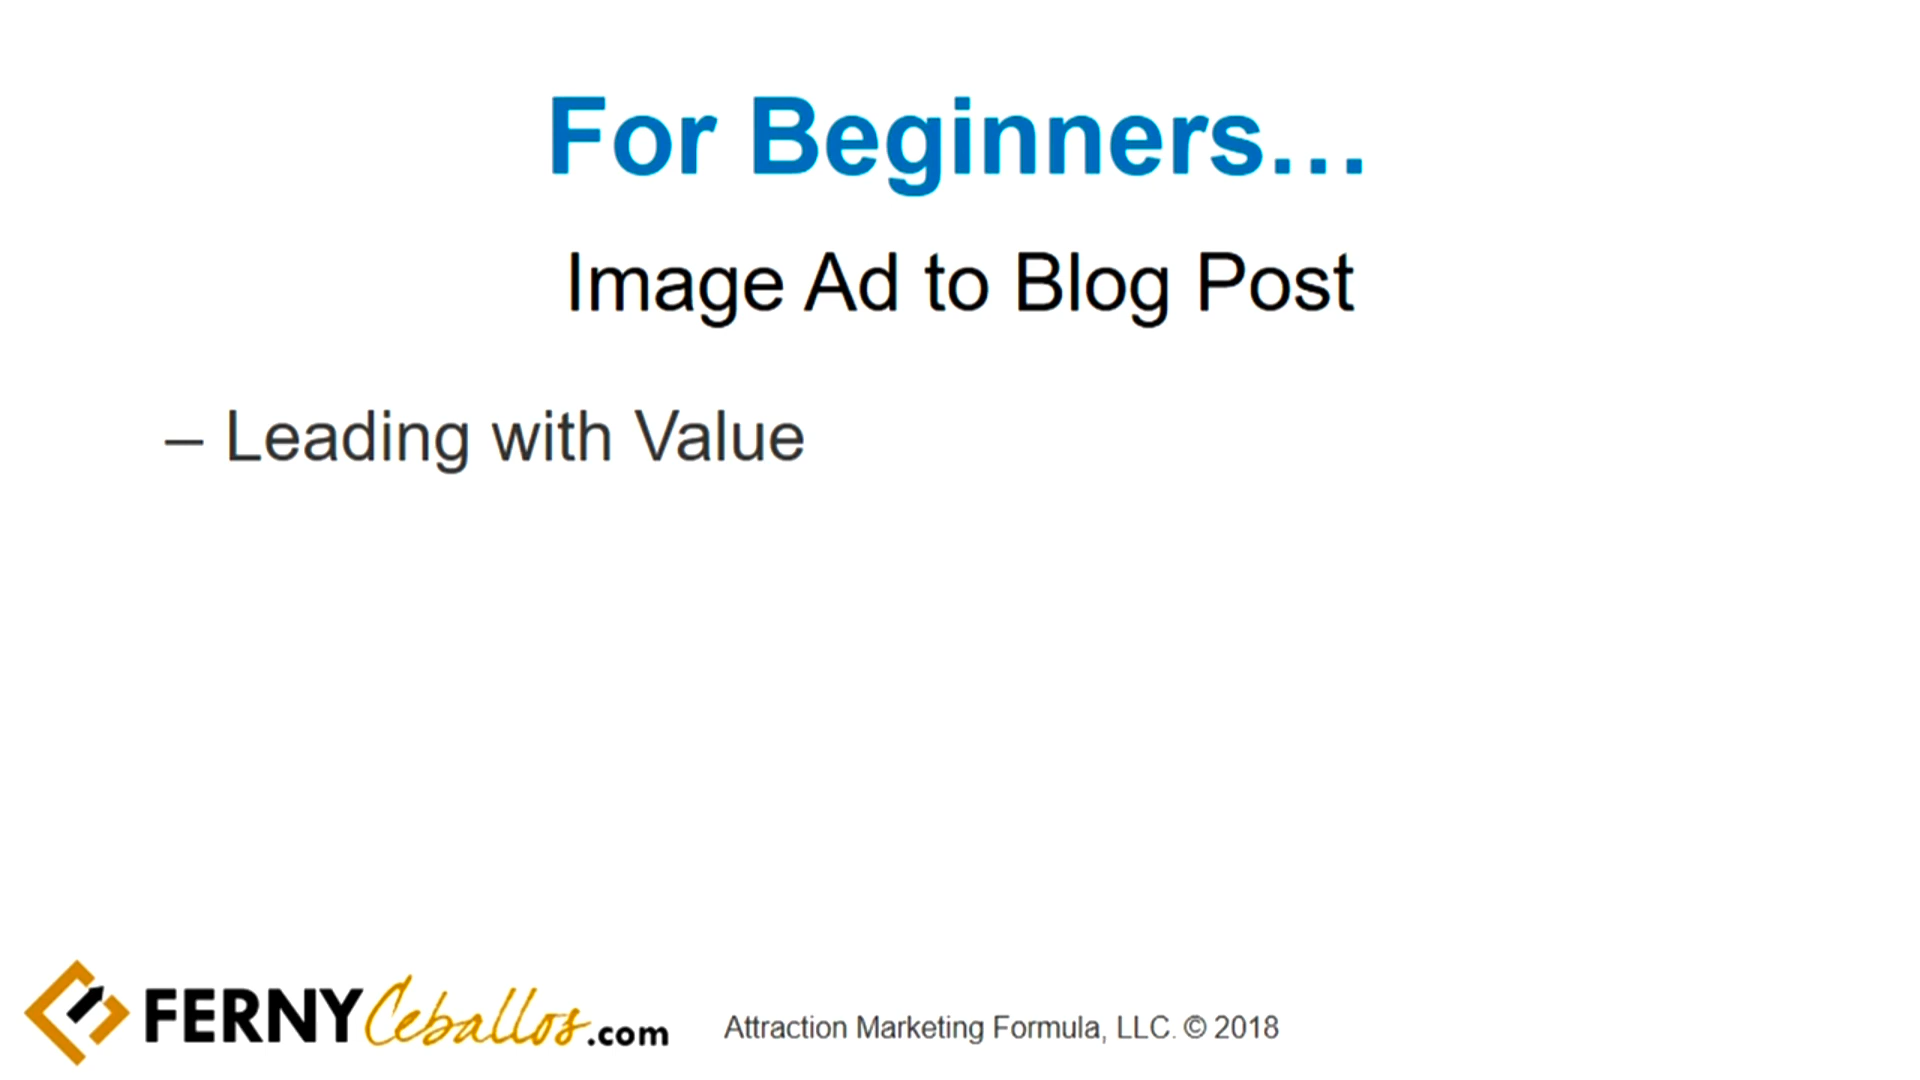 For Beginners…
Image Ad to Blog Post
– Leading with Value
FERNY Ceballos .com
Attraction Marketing Formula, LLC. © 2018